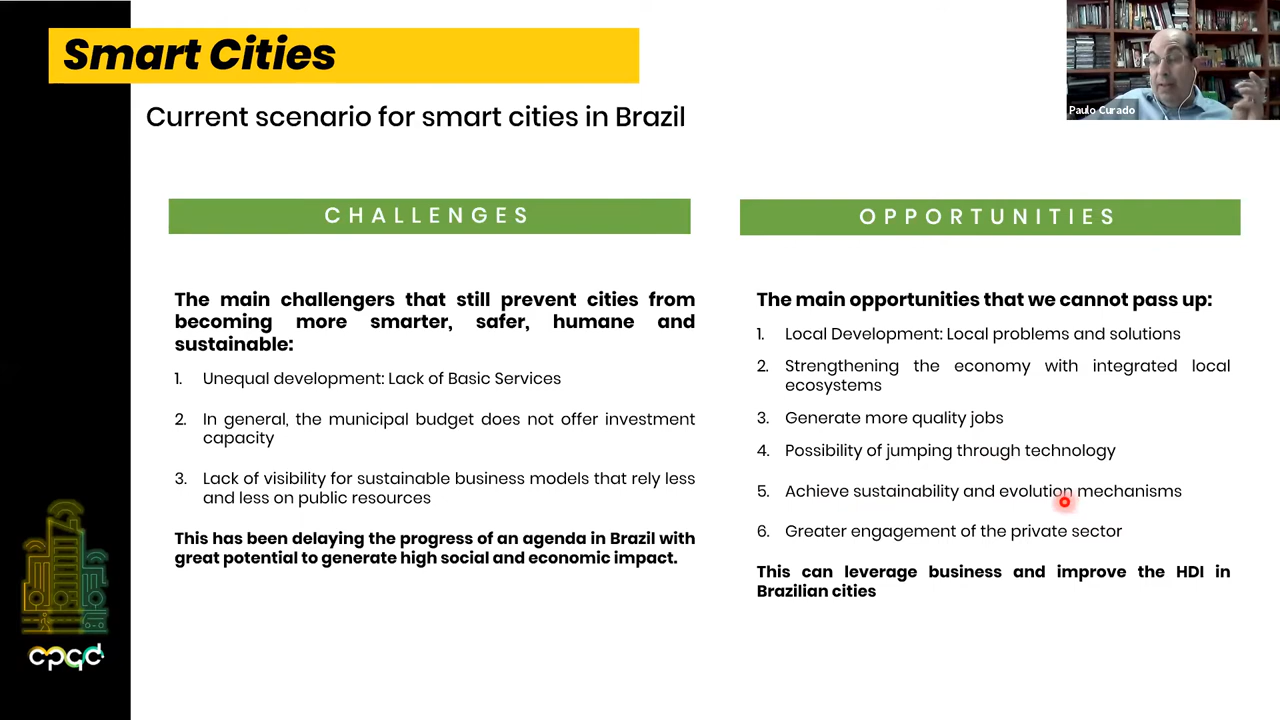 Smart Cities
Paulo Curado
Current scenario for smart cities in Brazil
CHALLENGES
The main challengers that still prevent cities from
becoming more smarter, safer, humane and
sustainable:
1. Unequal development: Lack of Basic Services
2. In general, the municipal budget does not offer investment
capacity
3. Lack of visibility for sustainable business models that rely less
and less on public resources
This has been delaying the progress of an agenda in Brazil with
great potential to generate high social and economic impact.
OPPORTUNITIES
The main opportunities that we cannot pass up:
1. Local Development: Local problems and solutions
2. Strengthening the economy with integrated local
ecosystems
3. Generate more quality jobs
4. Possibility of jumping through technology
5. Achieve sustainability and evolution mechanisms
6. Greater engagement of the private sector
This can leverage business and improve the HDI in
Brazilian cities
cpqd